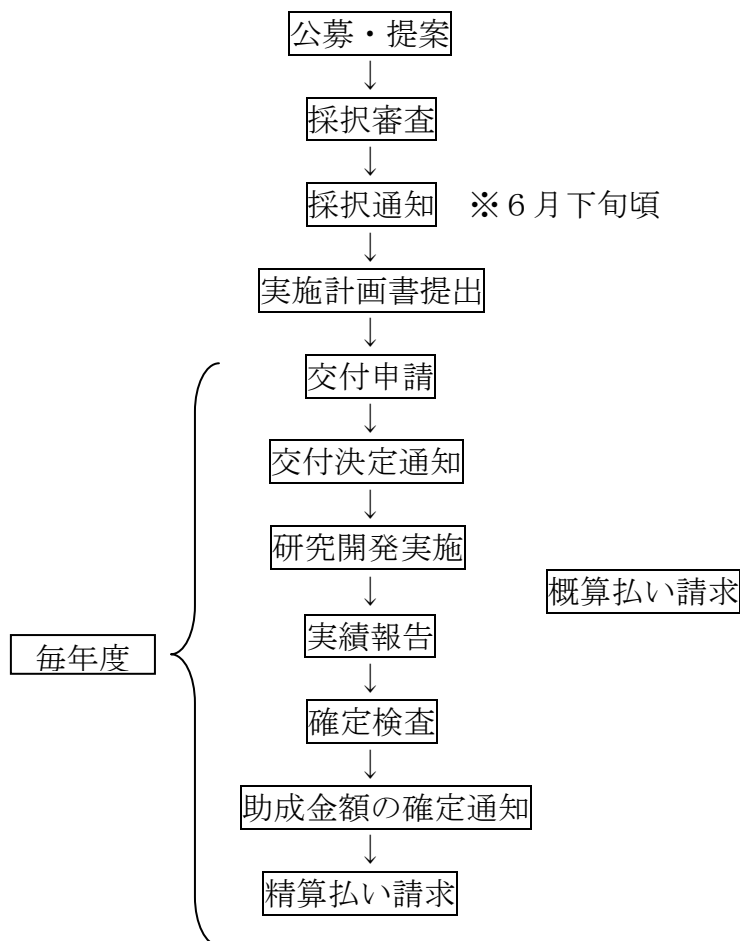 公募・提案
↓
採択審査
↓
採択通知　※６月下旬頃
↓
実施計画書提出
↓
交付申請
↓
交付決定通知
↓
研究開発実施
↓
概算払い請求
実績報告
毎年度
↓
確定検査
↓
助成金額の確定通知
↓
精算払い請求